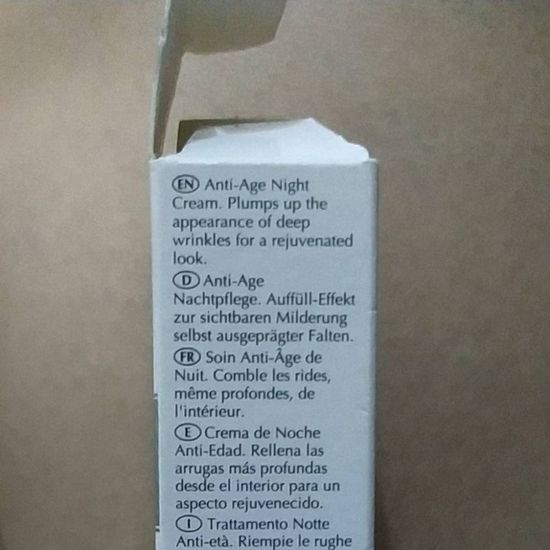 EN Anti-Age Night
Cream. Plumps up the
appearance of deep
wrinkles for a rejuvenated
look.
D Anti-Age
Nachtpflege. Auffüll-Effekt
zur sichtbaren Milderung
selbst ausgeprägter Falten.
FR Soin Anti-Âge de
Nuit. Comble les rides,
même profondes, de
l'intérieur.
E Crema de Noche
Anti-Edad. Rellena las
arrugas más profundas
desde el interior para un
aspecto rejuvenecido.
I Trattamento Notte
Anti-età. Riempie le rughe